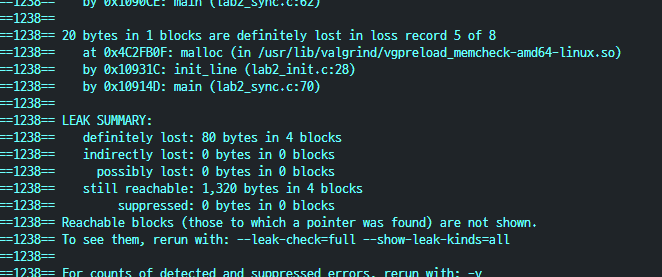 ==1238==    by 0x1090CE: main (lab2_sync.c:62)
==1238==
==1238== 20 bytes in 1 blocks are definitely lost in loss record 5 of 8
==1238==    at 0x4C2FB0F: malloc (in /usr/lib/valgrind/vgpreload_memcheck-amd64-linux.so)
==1238==    by 0x10931C: init_line (lab2_init.c:28)
==1238==    by 0x10914D: main (lab2_sync.c:70)
==1238==
==1238== LEAK SUMMARY:
==1238==    definitely lost: 80 bytes in 4 blocks
==1238==    indirectly lost: 0 bytes in 0 blocks
==1238==      possibly lost: 0 bytes in 0 blocks
==1238==    still reachable: 1,320 bytes in 4 blocks
==1238==         suppressed: 0 bytes in 0 blocks
==1238== Reachable blocks (those to which a pointer was found) are not shown.
==1238== To see them, rerun with: --leak-check=full --show-leak-kinds=all
==1238==
==1238== For counts of detected and suppressed errors, rerun with: -v